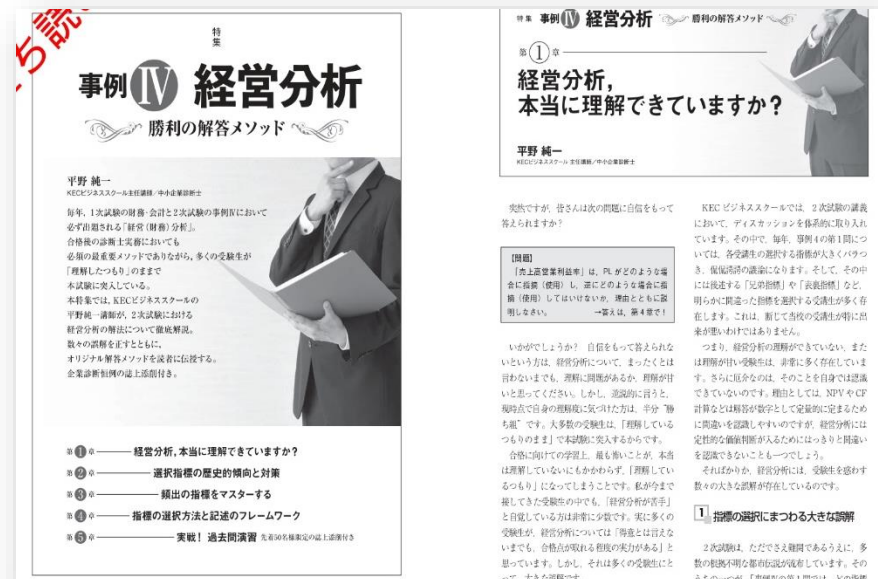 ち読
特集
事例Ⅳ 経営分析
勝利の解答メソッド
平野 純一
KECビジネススクール主任講師／中小企業診断士
毎年，1次試験の財務・会計と2次試験の事例Ⅳにおいて
必ず出題される「経営（財務）分析」。
合格後の診断士実務においても
必須の最重要メソッドでありながら，多くの受験生が
「理解したつもり」のままで
本試験に突入している。
本特集では，KECビジネススクールの
平野純一講師が，2次試験における
経営分析の解法について徹底解説。
数々の誤解を正すとともに，
オリジナル解答メソッドを読者に伝授する。
企業診断恒例の誌上添削付き。
第1章 経営分析，本当に理解できていますか？
第2章 選択指標の歴史的傾向と対策
第3章 頻出の指標をマスターする
第4章 指標の選択方法と記述のフレームワーク
第5章 実戦！ 過去問演習 先着50名様限定の誌上添削付き
特集 事例Ⅳ 経営分析 勝利の解答メソッド
第1章
経営分析，
本当に理解できていますか？
平野 純一
KECビジネススクール 主任講師／中小企業診断士
突然ですが，皆さんは次の問題に自信をもって
答えられますか？
【問題】
「売上高営業利益率」は，PLがどのような場
合に指摘（使用）し，逆にどのような場合に指
摘（使用）してはいけないか，理由とともに説
明しなさい。 →答えは，第4章で！
いかがでしょうか？ 自信をもって答えられな
いという方は，経営分析について，まったくとは
言わないまでも，理解に問題があるか，理解が甘
いと思ってください。しかし，逆説的に言うと，
現時点で自身の理解度に気づけた方は，半分“勝
ち組”です。大多数の受験生は，「理解している
つもりのまま」で本試験に突入するからです。
合格に向けての学習上，最も怖いことが，本当
は理解していないにもかかわらず，「理解してい
るつもり」になってしまうことです。私が今まで
接してきた受験生の中でも，「経営分析が苦手」
と自覚している方は非常に少数です。実に多くの
受験生が，経営分析については「得意とは言えな
いまでも，合格点が取れる程度の実力がある」と
思っています。しかし，それは多くの受験生にと
って，大きな誤解です。
KECビジネススクールでは，2次試験の講義
において，ディスカッションを体系的に取り入れ
ています。その中で，毎年，事例4の第1問につ
いては，各受講生の選択する指標が大きくバラつ
き，侃侃諤諤の議論になります。そして，その中
には後述する「兄弟指標」や「表裏指標」など，
明らかに間違った指標を選択する受講生が多く存
在します。これは，断じて当校の受講生が特に出
来が悪いわけではありません。
つまり，経営分析の理解ができていない，また
は理解が甘い受験生は，非常に多く存在していま
す。さらに厄介なのは，そのことを自身では認識
できていないのです。理由としては，NPVやCF
計算などは解答が数字として定量的に定まるため
に間違いを認識しやすいのですが，経営分析には
定性的な価値判断が入るためにはっきりと間違い
を認識できないことも一つでしょう。
そればかりか，経営分析には，受験生を惑わす
数々の大きな誤解が存在しているのです。
1 指標の選択にまつわる大きな誤解
2次試験は，ただでさえ難関であるうえに，多
数の根拠不明な都市伝説が流布しています。その
うちの一つが，「事例Ⅳの第1問では，どの指標